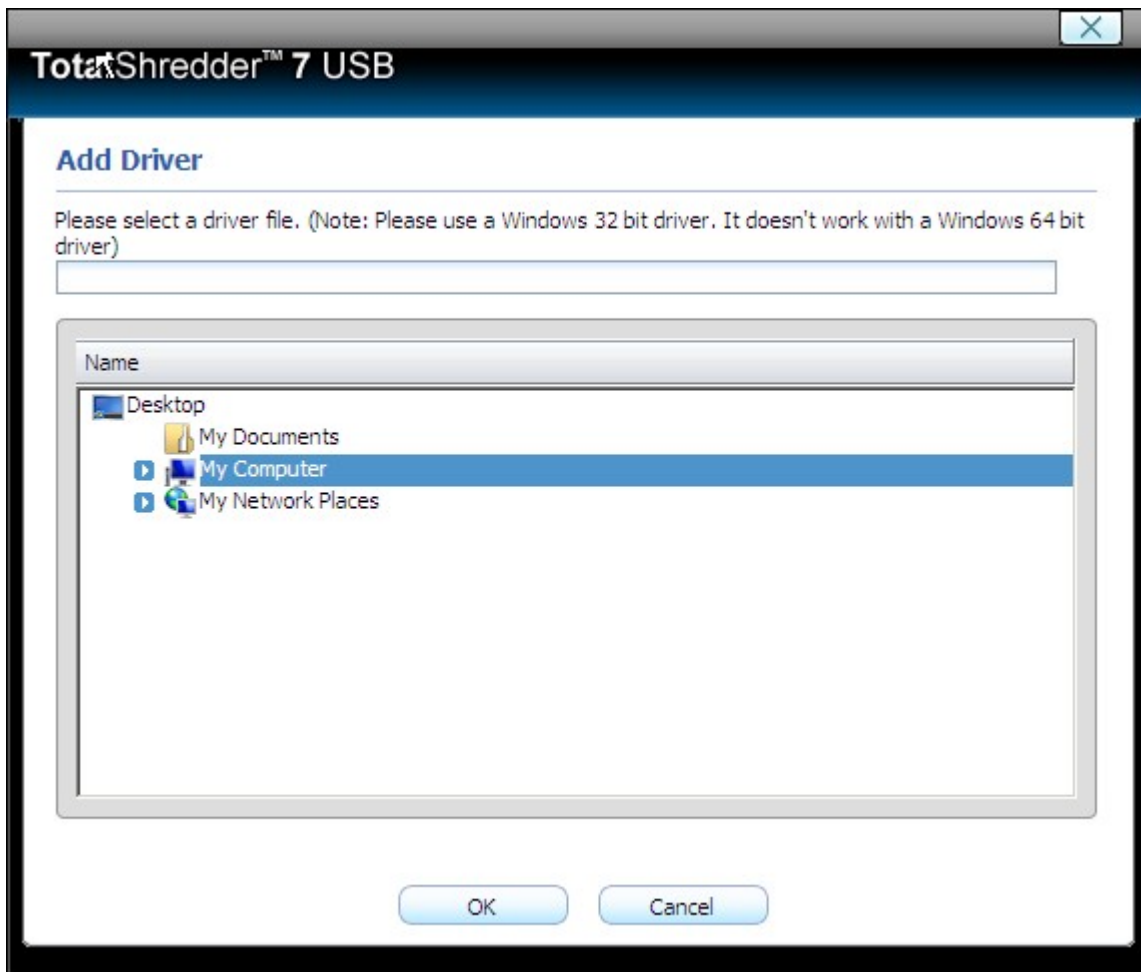 TotalShredder™ 7 USB
Add Driver
Please select a driver file. (Note: Please use a Windows 32 bit driver. It doesn't work with a Windows 64 bit
driver)
Name
Desktop
My Documents
My Computer
My Network Places
OK Cancel